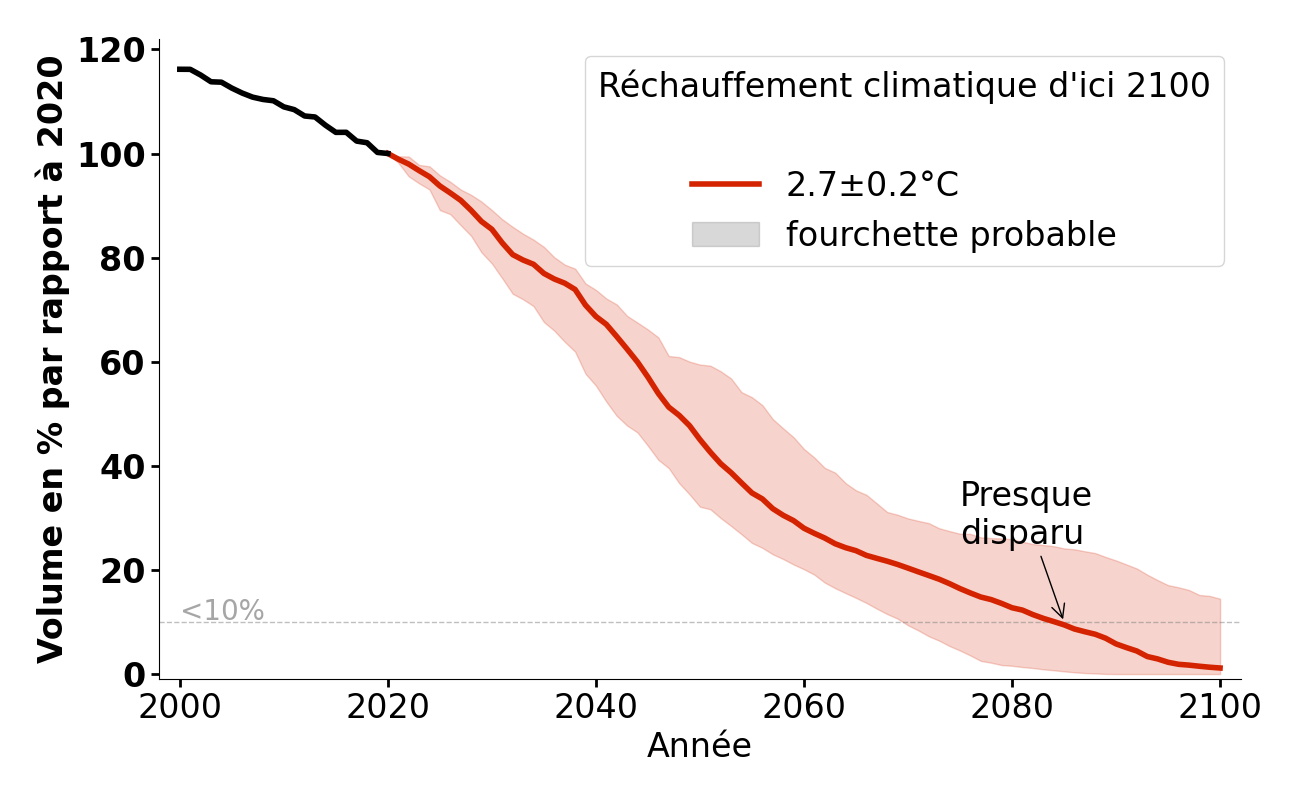 Volume en % par rapport à 2020
120
100
80
60
40
20
0
Réchauffement climatique d'ici 2100
2.7±0.2°C
fourchette probable
Presque
disparu
<10%
2000
2020
2040
2060
2080
2100
Année